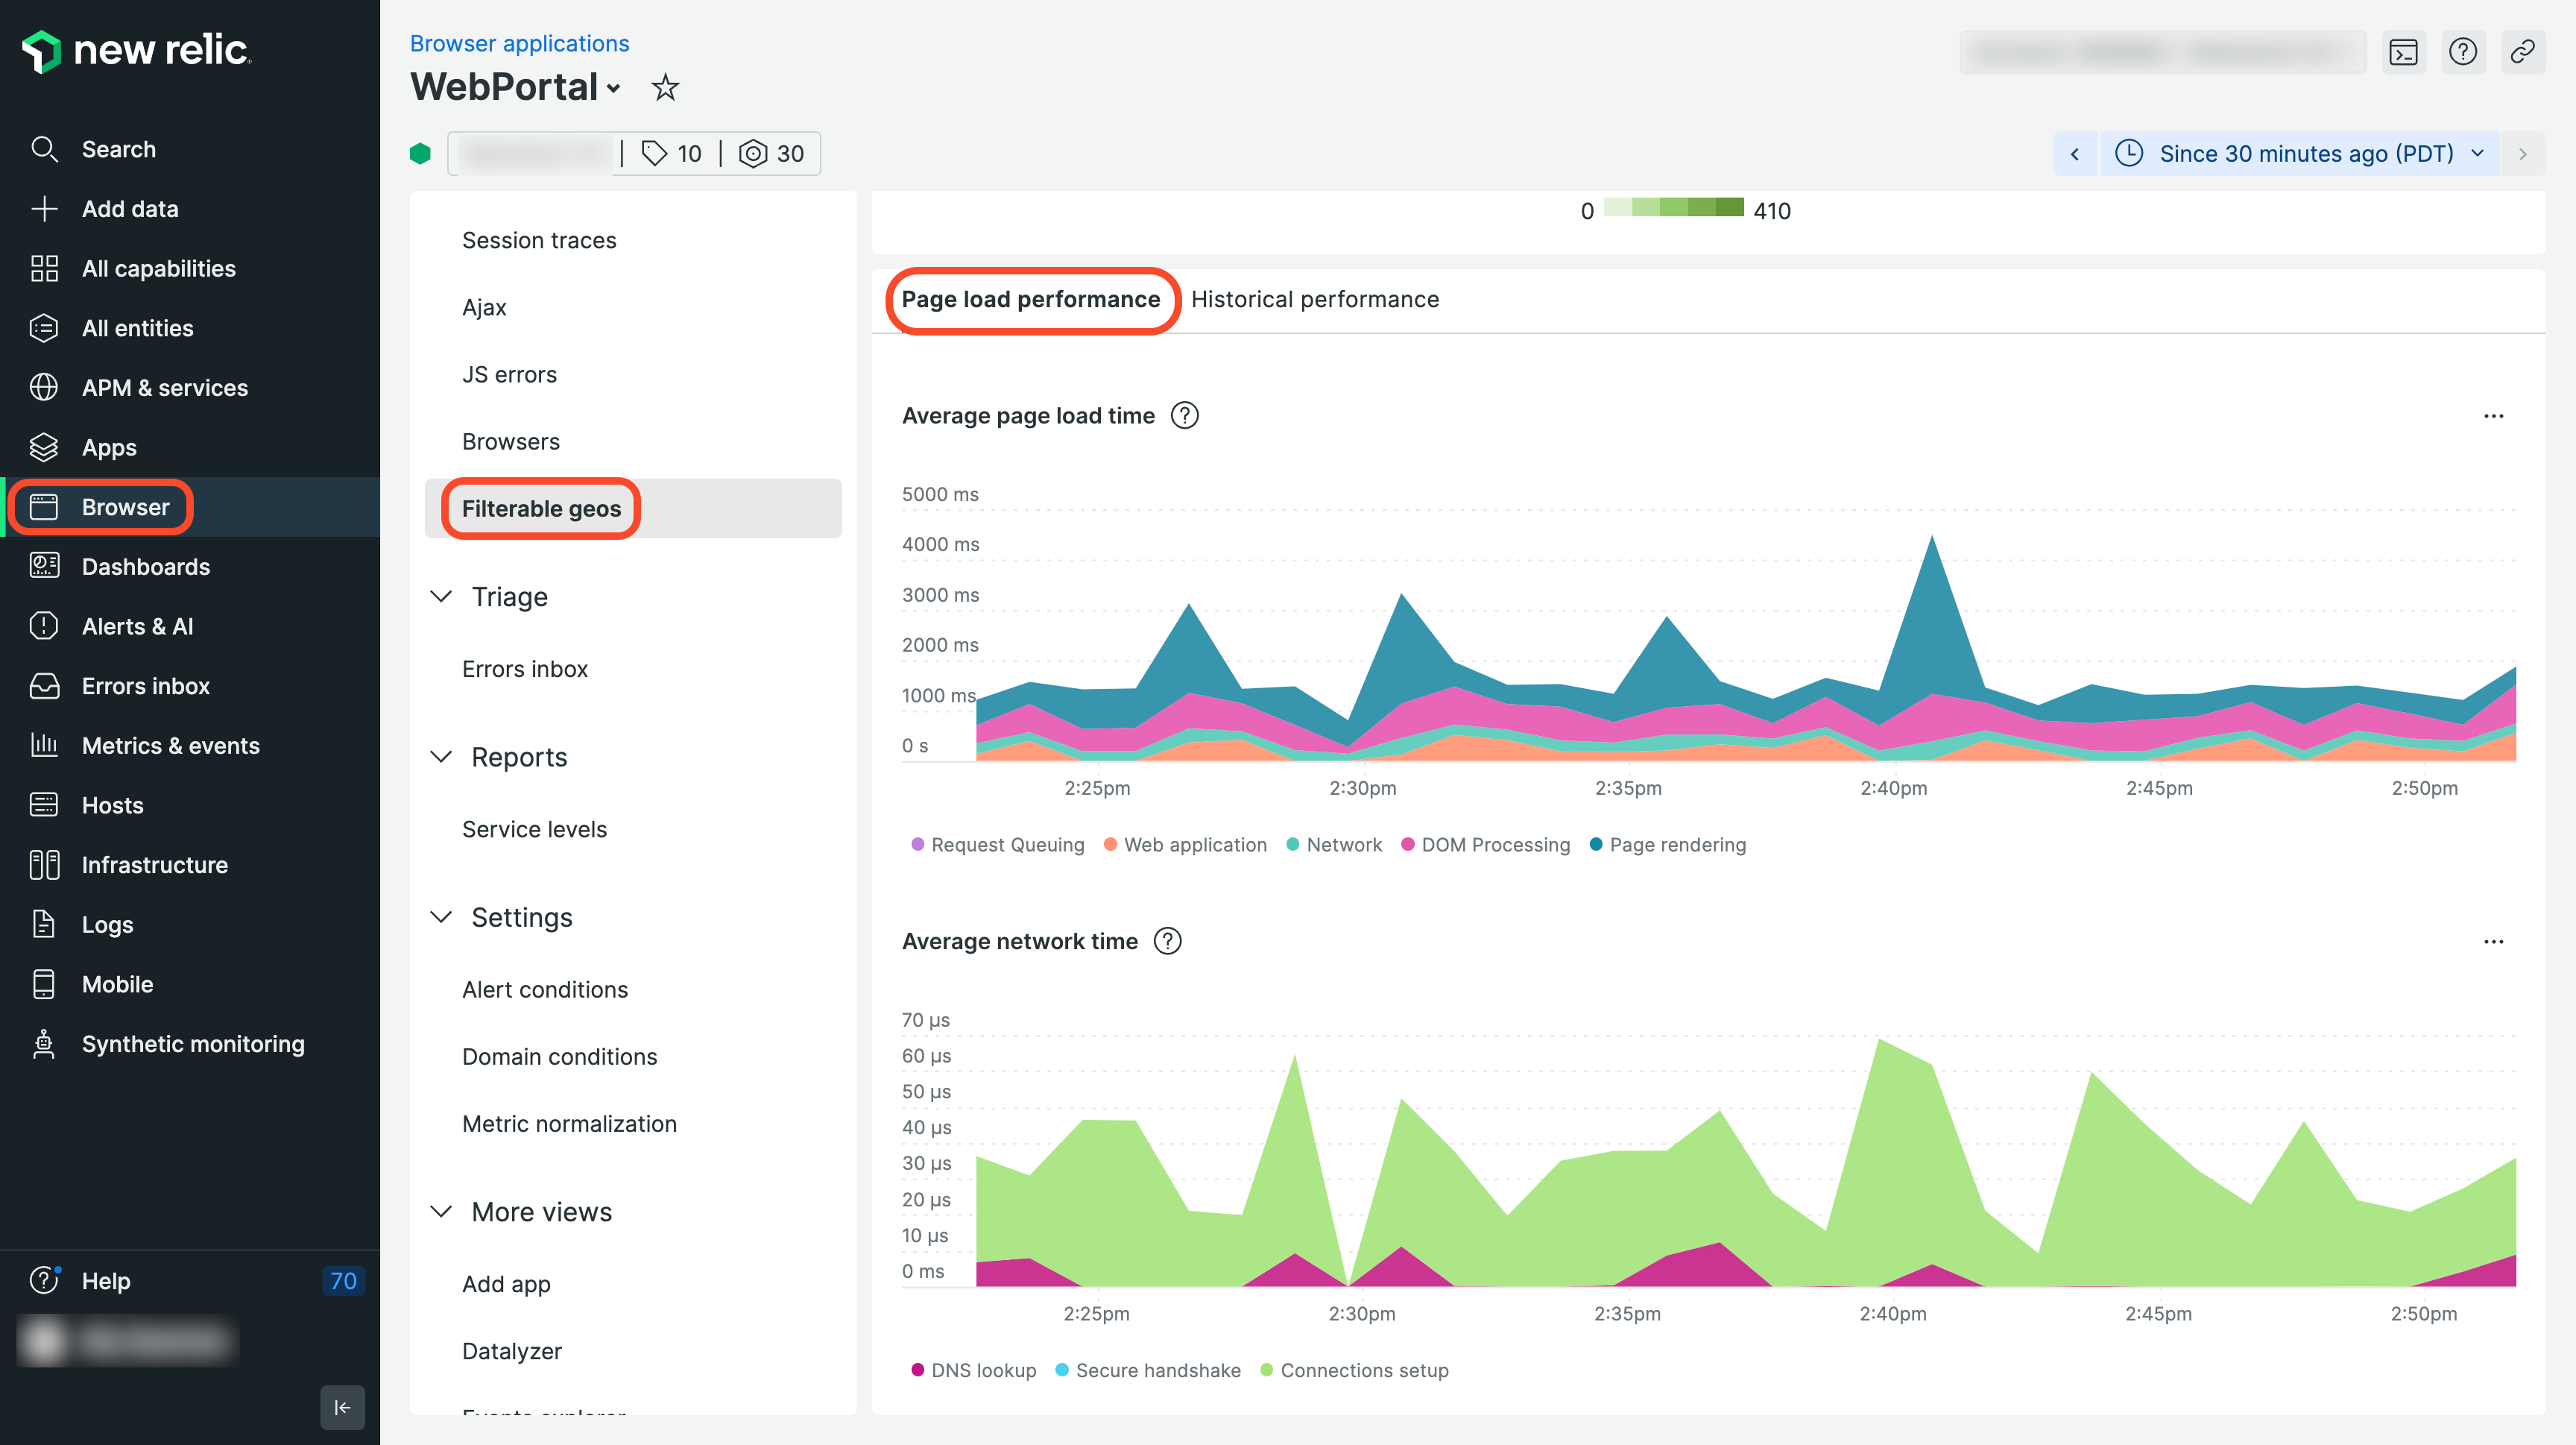 new relic
Search
Add data
All capabilities
All entities
APM & services
Apps
Browser
Dashboards
Alerts & AI
Errors inbox
Metrics & events
Hosts
Infrastructure
Logs
Mobile
Synthetic monitoring
Help 70
Browser applications
WebPortal
10 30
Since 30 minutes ago (PDT)
Session traces
Ajax
JS errors
Browsers
Filterable geos
Triage
Errors inbox
Reports
Service levels
Settings
Alert conditions
Domain conditions
Metric normalization
More views
Add app
Datalyzer
Events explorer
0 410
Page load performance Historical performance
Average page load time
5000 ms
4000 ms
3000 ms
2000 ms
1000 ms
0 s
2:25pm 2:30pm 2:35pm 2:40pm 2:45pm 2:50pm
Request Queuing Web application Network DOM Processing Page rendering
Average network time
70 µs
60 µs
50 µs
40 µs
30 µs
20 µs
10 µs
0 ms
2:25pm 2:30pm 2:35pm 2:40pm 2:45pm 2:50pm
DNS lookup Secure handshake Connections setup